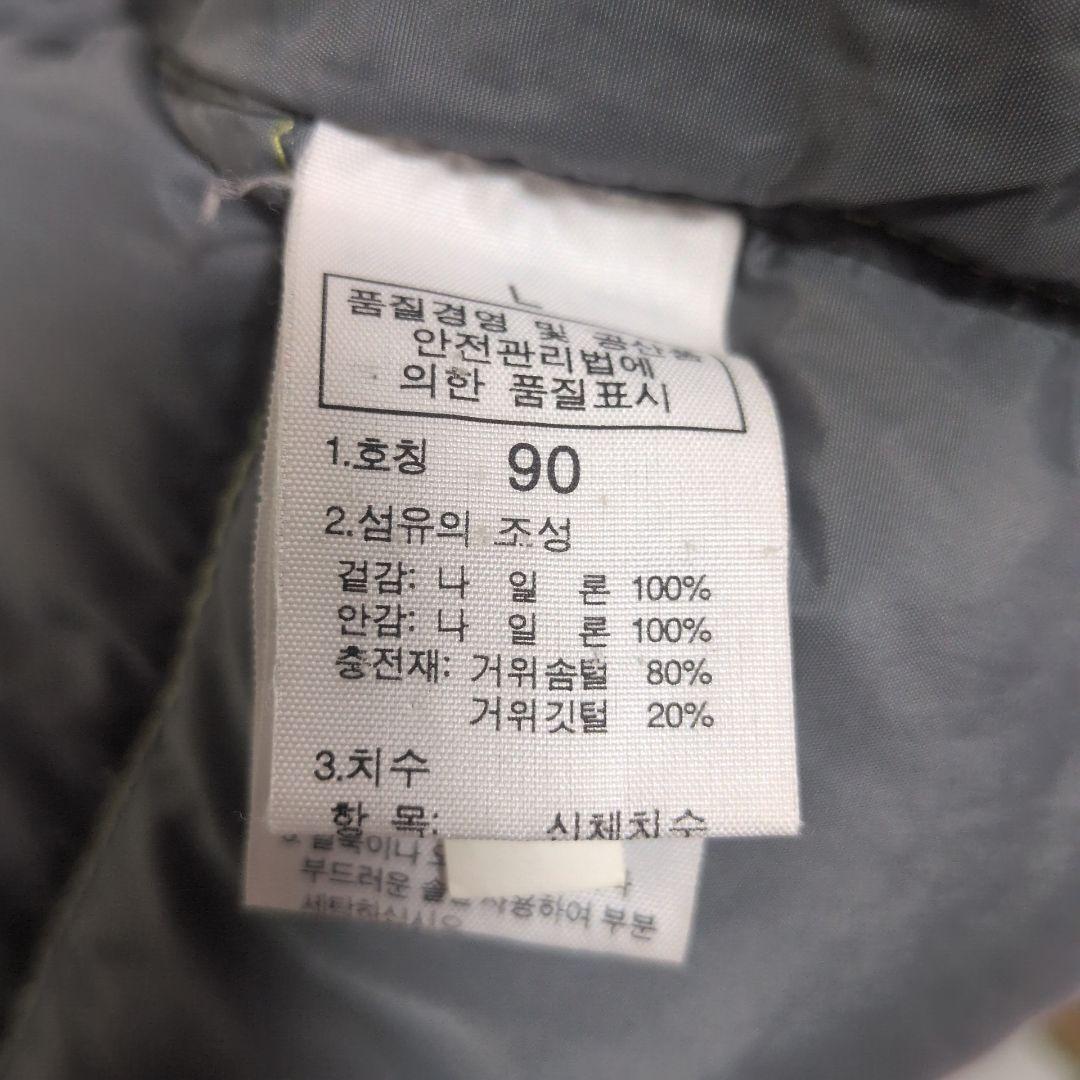 품질경영 및 공산품
안전관리법에
의한 품질표시
1.호칭 90
2.섬유의 조성
겉감: 나 일 론 100%
안감: 나 일 론 100%
충전재: 거위솜털 80%
거위깃털 20%
3.치수
항 목: 신체치수
얼룩이나
부드러운 사용하여 부분
세탁하십시오